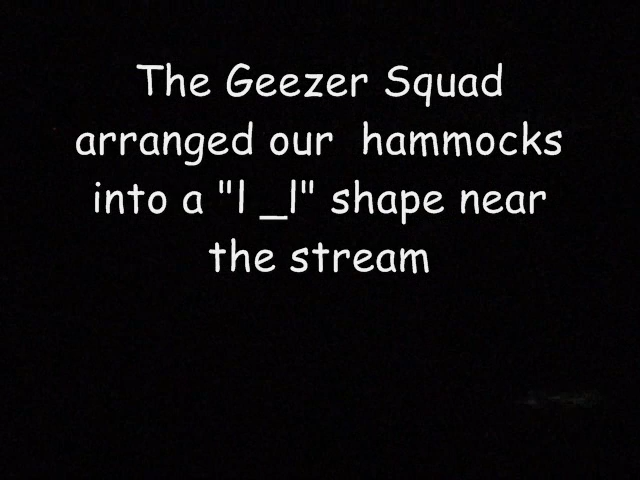 The Geezer Squad
arranged our  hammocks
into a "l _l" shape near
the stream